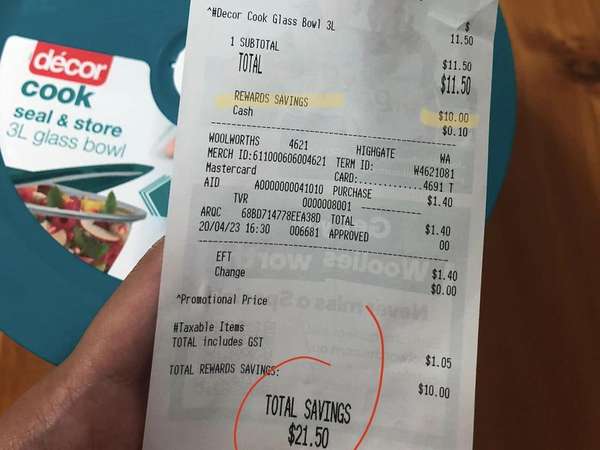 décor
cook
seal & store
3L glass bowl
$
^#Decor Cook Glass Bowl 3L 11.50
1 SUBTOTAL $11.50
TOTAL $11.50
REWARDS SAVINGS $10.00
Cash $0.10
WOOLWORTHS 4621 HIGHGATE WA
MERCH ID:611000606004621 TERM ID: W4621081
Mastercard CARD:..............4691 T
AID A0000000041010 PURCHASE $1.40
TVR 0000008001
ARQC 68BD714778EEA38D TOTAL $1.40
20/04/23 16:30 006681 APPROVED 00
EFT $1.40
Change $0.00
^Promotional Price
#Taxable Items
TOTAL includes GST $1.05
TOTAL REWARDS SAVINGS: $10.00
TOTAL SAVINGS
$21.50